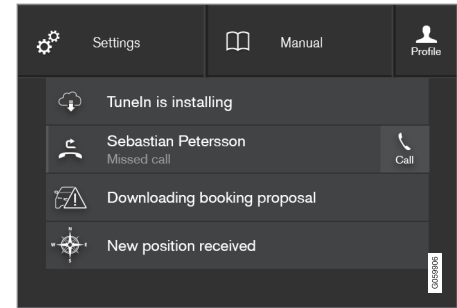 Settings
Manual
Profile
TuneIn is installing
Sebastian Petersson
Missed call
Call
Downloading booking proposal
W
S
New position received
G059906